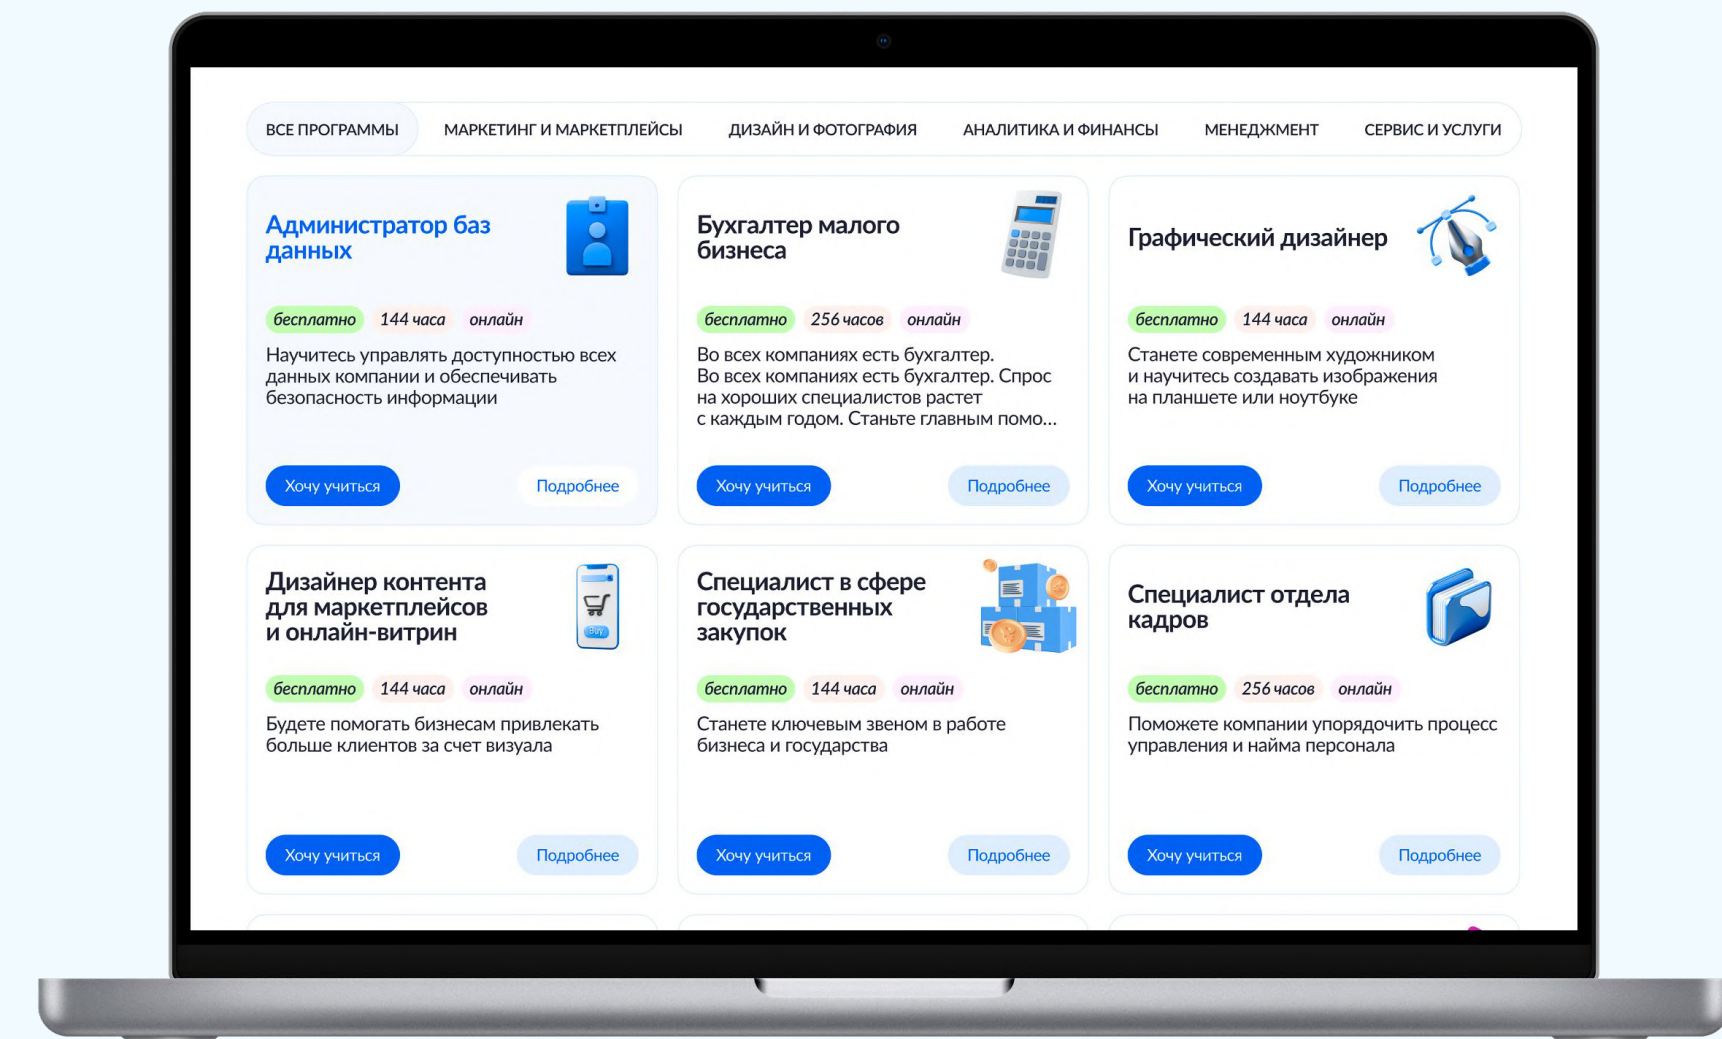 ВСЕ ПРОГРАММЫ МАРКЕТИНГ И МАРКЕТПЛЕЙСЫ ДИЗАЙН И ФОТОГРАФИЯ АНАЛИТИКА И ФИНАНСЫ МЕНЕДЖМЕНТ СЕРВИС И УСЛУГИ
Администратор баз
данных
бесплатно 144 часа онлайн
Научитесь управлять доступностью всех
данных компании и обеспечивать
безопасность информации
Хочу учиться Подробнее
Бухгалтер малого
бизнеса
бесплатно 256 часов онлайн
Во всех компаниях есть бухгалтер.
Во всех компаниях есть бухгалтер. Спрос
на хороших специалистов растет
с каждым годом. Станьте главным помо...
Хочу учиться Подробнее
Графический дизайнер
бесплатно 144 часа онлайн
Станете современным художником
и научитесь создавать изображения
на планшете или ноутбуке
Хочу учиться Подробнее
Дизайнер контента
для маркетплейсов
и онлайн-витрин
Buy
бесплатно 144 часа онлайн
Будете помогать бизнесам привлекать
больше клиентов за счет визуала
Хочу учиться Подробнее
Специалист в сфере
государственных
закупок
бесплатно 144 часа онлайн
Станете ключевым звеном в работе
бизнеса и государства
Хочу учиться Подробнее
Специалист отдела
кадров
бесплатно 256 часов онлайн
Поможете компании упорядочить процесс
управления и найма персонала
Хочу учиться Подробнее